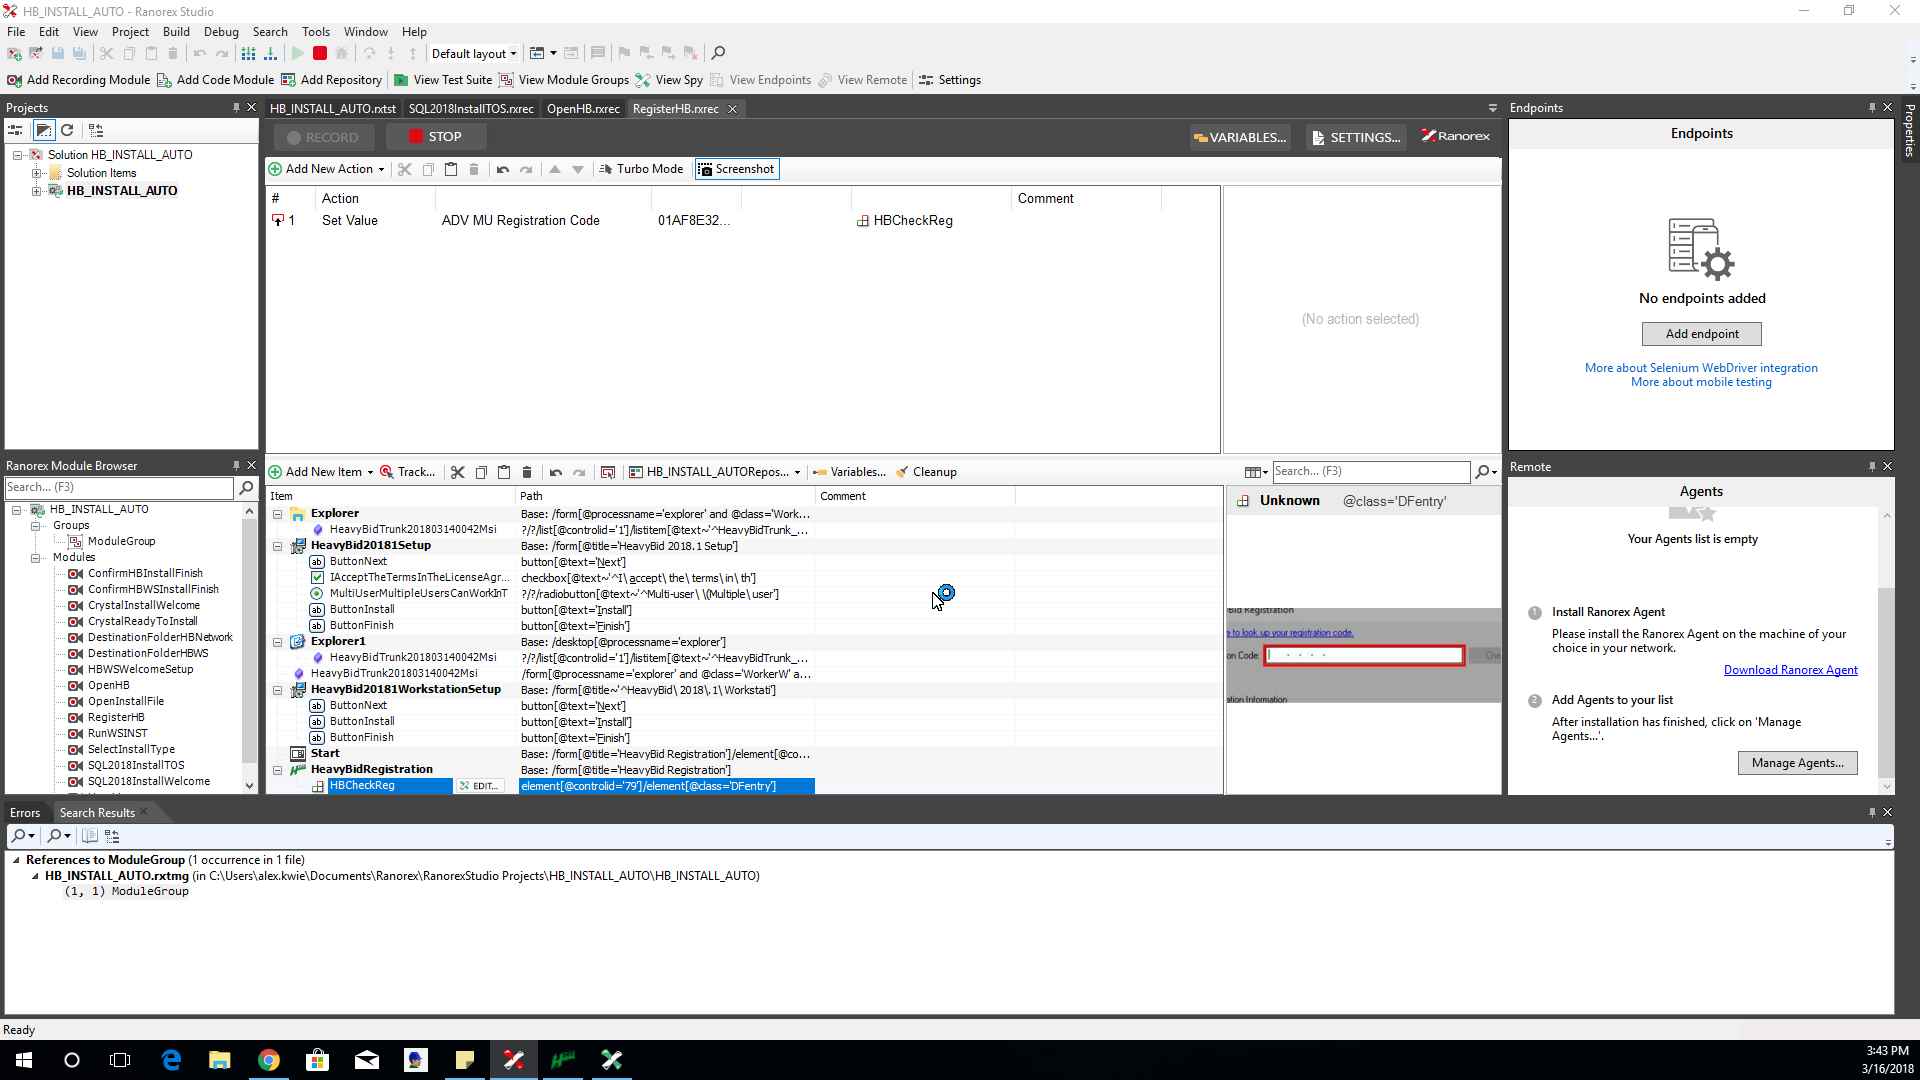 HB_INSTALL_AUTO - Ranorex Studio
File Edit View Project Build Debug Search Tools Window Help
Default layout
Add Recording Module Add Code Module Add Repository View Test Suite View Module Groups View Spy View Endpoints View Remote Settings
Projects
Solution HB_INSTALL_AUTO
Solution Items
HB_INSTALL_AUTO
HB_INSTALL_AUTO.rxtst SQL2018InstallTOS.rxrec OpenHB.rxrec RegisterHB.rxrec
RECORD STOP VARIABLES... SETTINGS... Ranorex
Add New Action Turbo Mode Screenshot
# Action Comment
1 Set Value ADV MU Registration Code 01AF8E32... HBCheckReg
(No action selected)
Endpoints
Endpoints
No endpoints added
Add endpoint
More about Selenium WebDriver integration
More about mobile testing
Properties
Ranorex Module Browser
Search... (F3)
HB_INSTALL_AUTO
Groups
ModuleGroup
Modules
ConfirmHBInstallFinish
ConfirmHBWSInstallFinish
CrystalInstallWelcome
CrystalReadyToInstall
DestinationFolderHBNetwork
DestinationFolderHBWS
HBWSWelcomeSetup
OpenHB
OpenInstallFile
RegisterHB
RunWSINST
SelectInstallType
SQL2018InstallTOS
SQL2018InstallWelcome
Add New Item Track... HB_INSTALL_AUTORepos... Variables... Cleanup Search... (F3)
Item Path Comment
Explorer Base: /form[@processname='explorer' and @class='Work...
HeavyBidTrunk201803140042Msi ?/?/list[@controlid='1']/listitem[@text~'^HeavyBidTrunk_...
HeavyBid20181Setup Base: /form[@title='HeavyBid 2018.1 Setup']
ButtonNext button[@text='Next']
IAcceptTheTermsInTheLicenseAgr... checkbox[@text~'^I\ accept\ the\ terms\ in\ th']
MultiUserMultipleUsersCanWorkInT ?/?/radiobutton[@text~'^Multi-user\ \(Multiple\ user']
ButtonInstall button[@text='Install']
ButtonFinish button[@text='Finish']
Explorer1 Base: /desktop[@processname='explorer']
HeavyBidTrunk201803140042Msi ?/?/list[@controlid='1']/listitem[@text~'^HeavyBidTrunk_...
HeavyBidTrunk201803140042Msi /form[@processname='explorer' and @class='WorkerW' a...
HeavyBid20181WorkstationSetup Base: /form[@title~'^HeavyBid\ 2018\.1\ Workstati']
ButtonNext button[@text='Next']
ButtonInstall button[@text='Install']
ButtonFinish button[@text='Finish']
Start Base: /form[@title='HeavyBid Registration']/element[@co...
HeavyBidRegistration Base: /form[@title='HeavyBid Registration']
HBCheckReg EDIT... element[@controlid='79']/element[@class='DFentry']
Unknown @class='DFentry'
Bid Registration
e to look up your registration code.
on Code:
ation Information
Remote
Agents
Your Agents list is empty
1 Install Ranorex Agent
Please install the Ranorex Agent on the machine of your
choice in your network.
Download Ranorex Agent
2 Add Agents to your list
After installation has finished, click on 'Manage
Agents...'.
Manage Agents...
Errors Search Results
References to ModuleGroup (1 occurrence in 1 file)
HB_INSTALL_AUTO.rxtmg (in C:\Users\alex.kwie\Documents\Ranorex\RanorexStudio Projects\HB_INSTALL_AUTO\HB_INSTALL_AUTO)
(1, 1) ModuleGroup
Ready
3:43 PM
3/16/2018